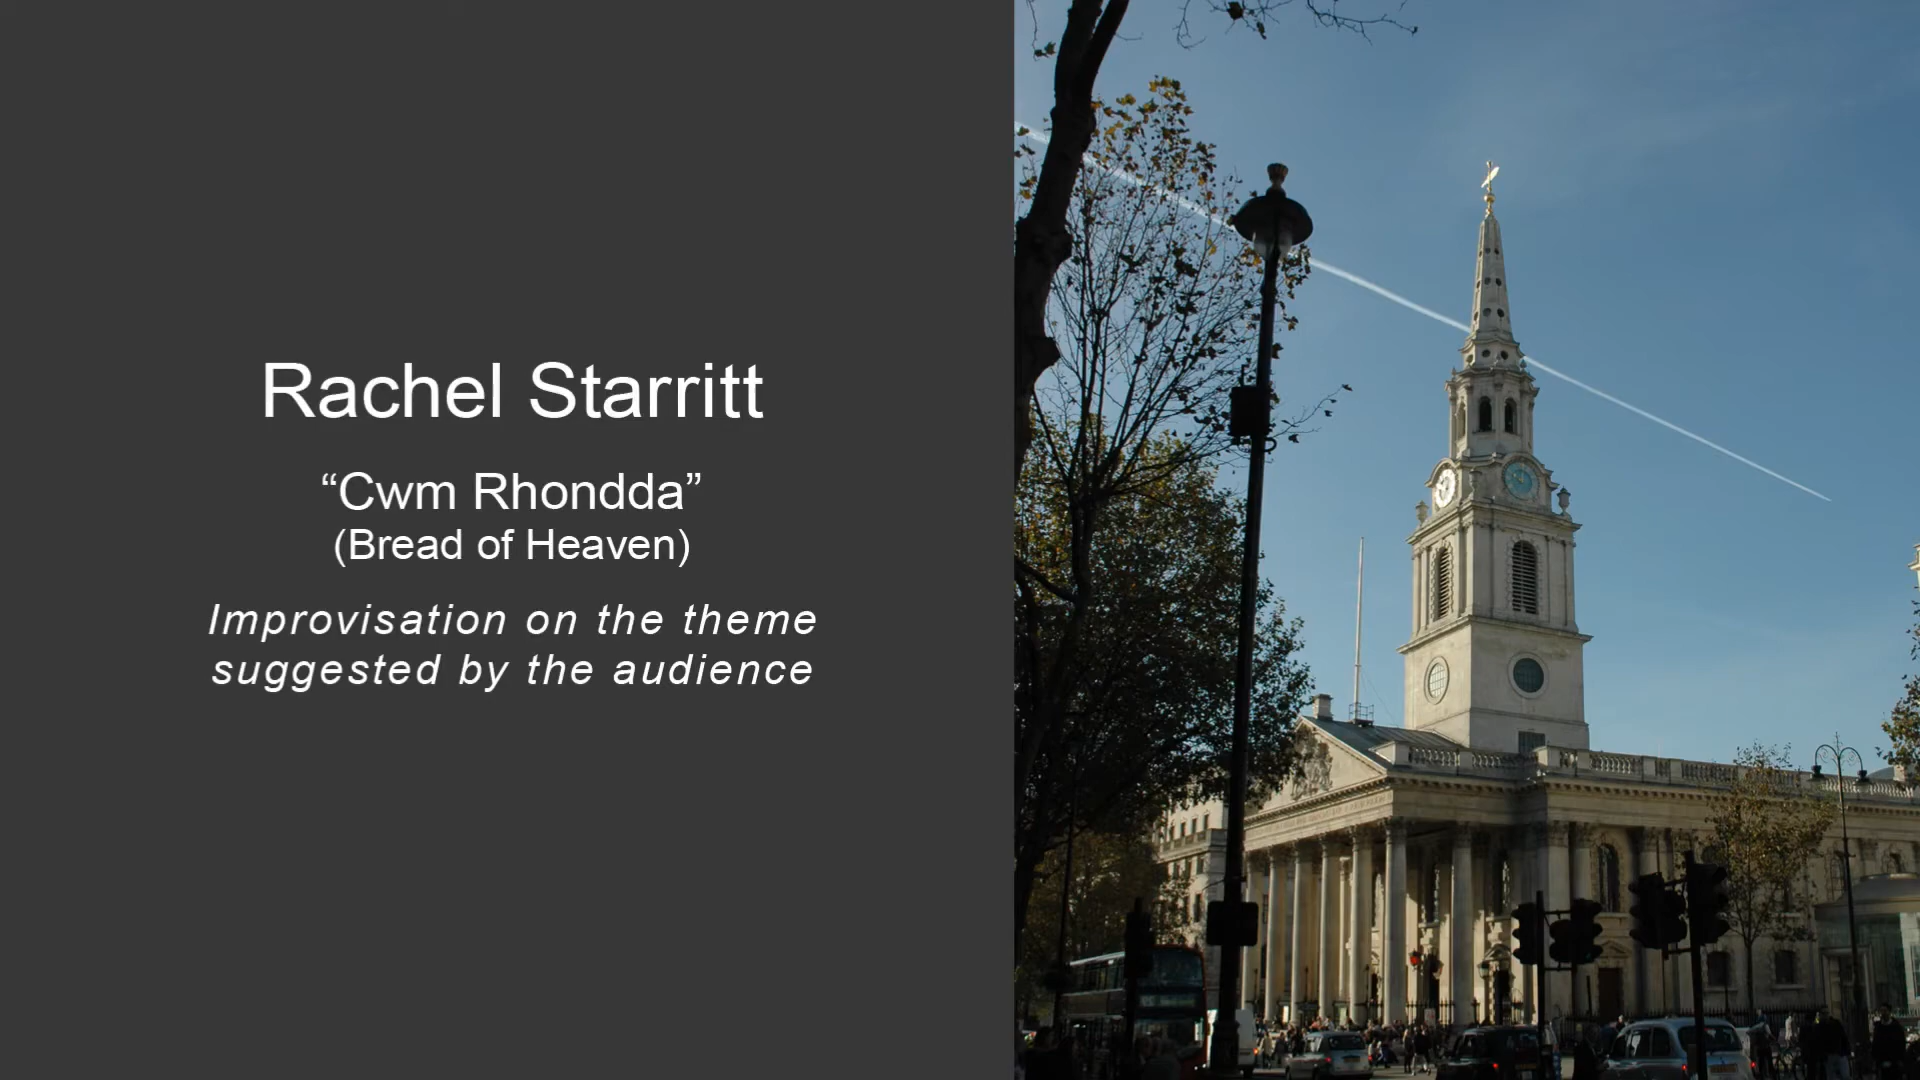 Rachel Starritt
“Cwm Rhondda”
(Bread of Heaven)
Improvisation on the theme
suggested by the audience